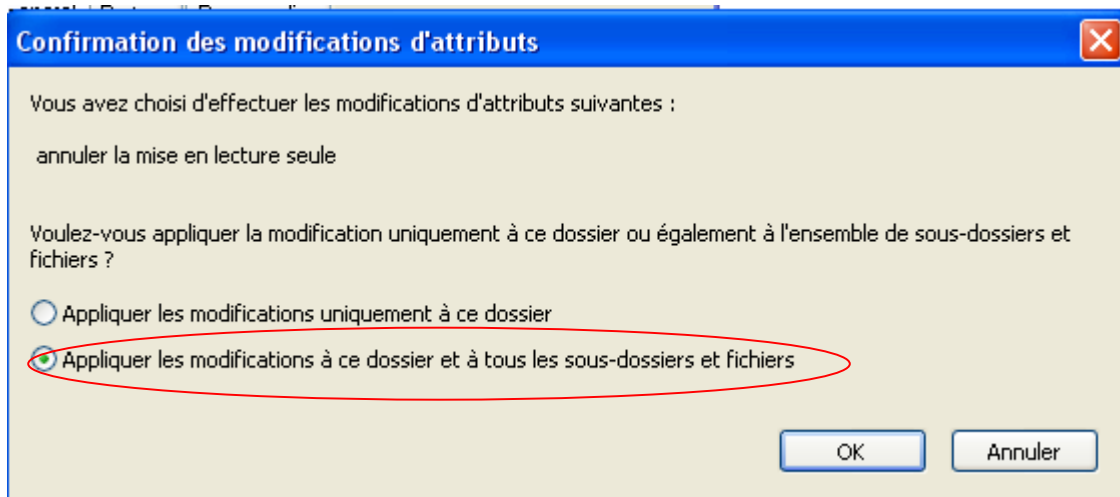 Confirmation des modifications d'attributs
Vous avez choisi d'effectuer les modifications d'attributs suivantes :
annuler la mise en lecture seule
Voulez-vous appliquer la modification uniquement à ce dossier ou également à l'ensemble de sous-dossiers et
fichiers ?
Appliquer les modifications uniquement à ce dossier
Appliquer les modifications à ce dossier et à tous les sous-dossiers et fichiers
OK
Annuler